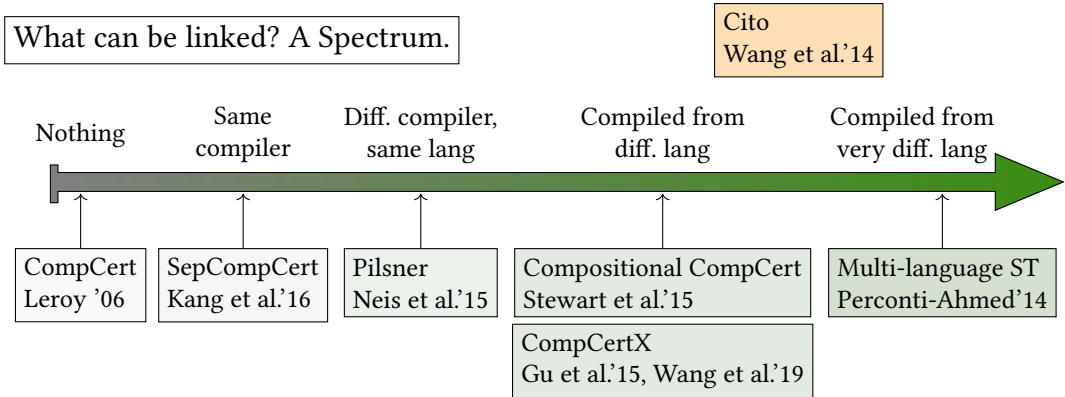 What can be linked? A Spectrum.
Cito
Wang et al.'14
Nothing
Same
compiler
Diff. compiler,
same lang
Compiled from
diff. lang
Compiled from
very diff. lang
CompCert
Leroy '06
SepCompCert
Kang et al.'16
Pilsner
Neis et al.'15
Compositional CompCert
Stewart et al.'15
CompCertX
Gu et al.'15, Wang et al.'19
Multi-language ST
Perconti-Ahmed'14